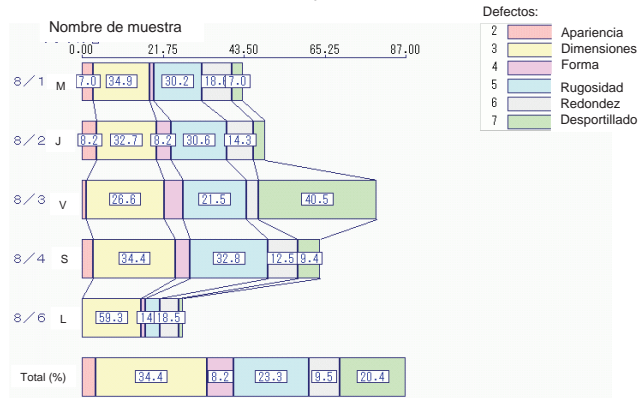 Número de muestra
0.00 21.75 43.50 65.25 87.00
8/1 M 7.0 34.9 30.2 18.6 7.0
8/2 J 8.2 32.7 8.2 30.6 14.3
8/3 V 26.6 21.5 40.5
8/4 S 34.4 32.8 12.5 9.4
8/6 L 59.3 14 18.5
Total (%) 34.4 8.2 23.3 9.5 20.4
Defectos:
2 Apariencia
3 Dimensiones
4 Forma
5 Rugosidad
6 Redondez
7 Desportillado